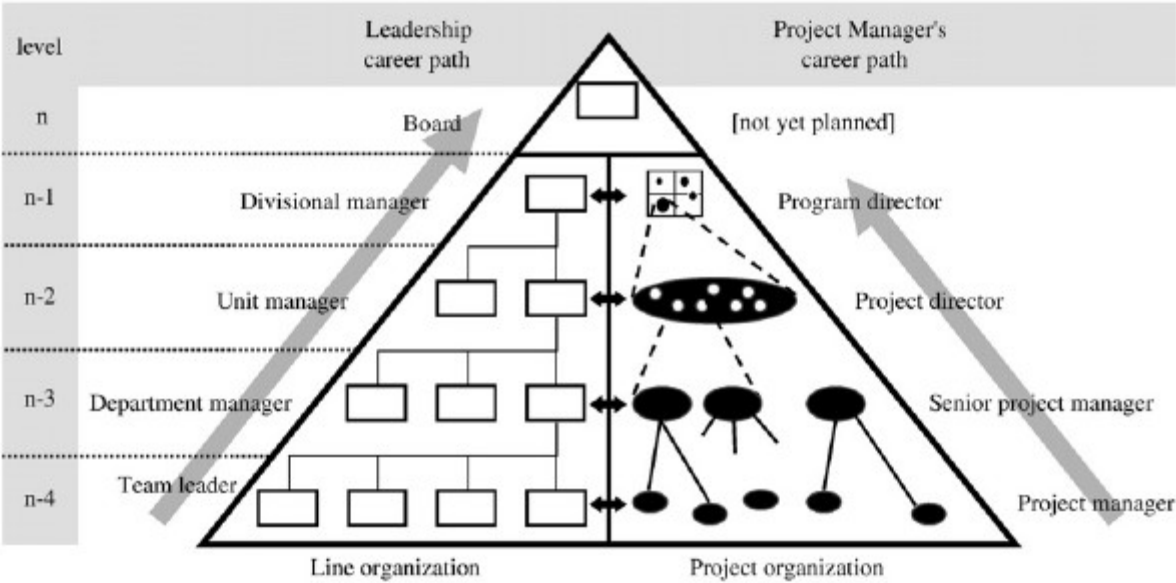 level
Leadership
career path
Project Manager's
career path
n
Board
[not yet planned]
n-1
Divisional manager
Program director
n-2
Unit manager
Project director
n-3
Department manager
Senior project manager
n-4
Team leader
Project manager
Line organization
Project organization